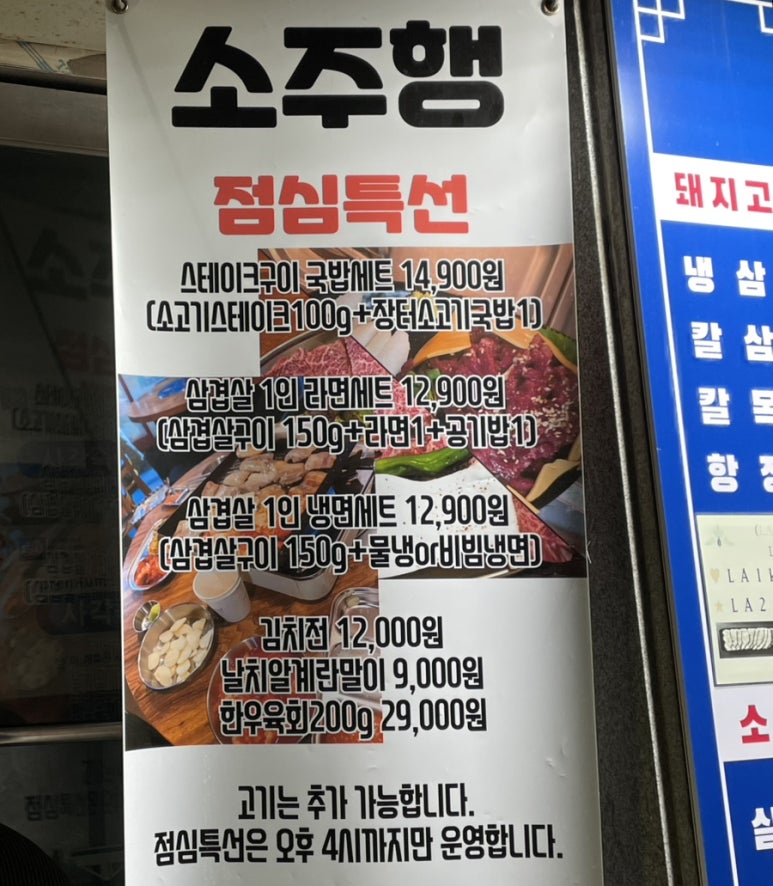 소주행
점심특선
스테이크구이 국밥세트 14,900원
(소고기스테이크100g+장터소고기국밥1)
삼겹살 1인 라면세트 12,900원
(삼겹살구이 150g+라면1+공기밥1)
삼겹살 1인 냉면세트 12,900원
(삼겹살구이 150g+물냉or비빔냉면)
김치전 12,000원
날치알계란말이 9,000원
한우육회200g 29,000원
고기는 추가 가능합니다.
점심특선은 오후 4시까지만 운영합니다.
돼지고
냉 삼
칼 삼
칼 목
항 정
LA1
LA2
소